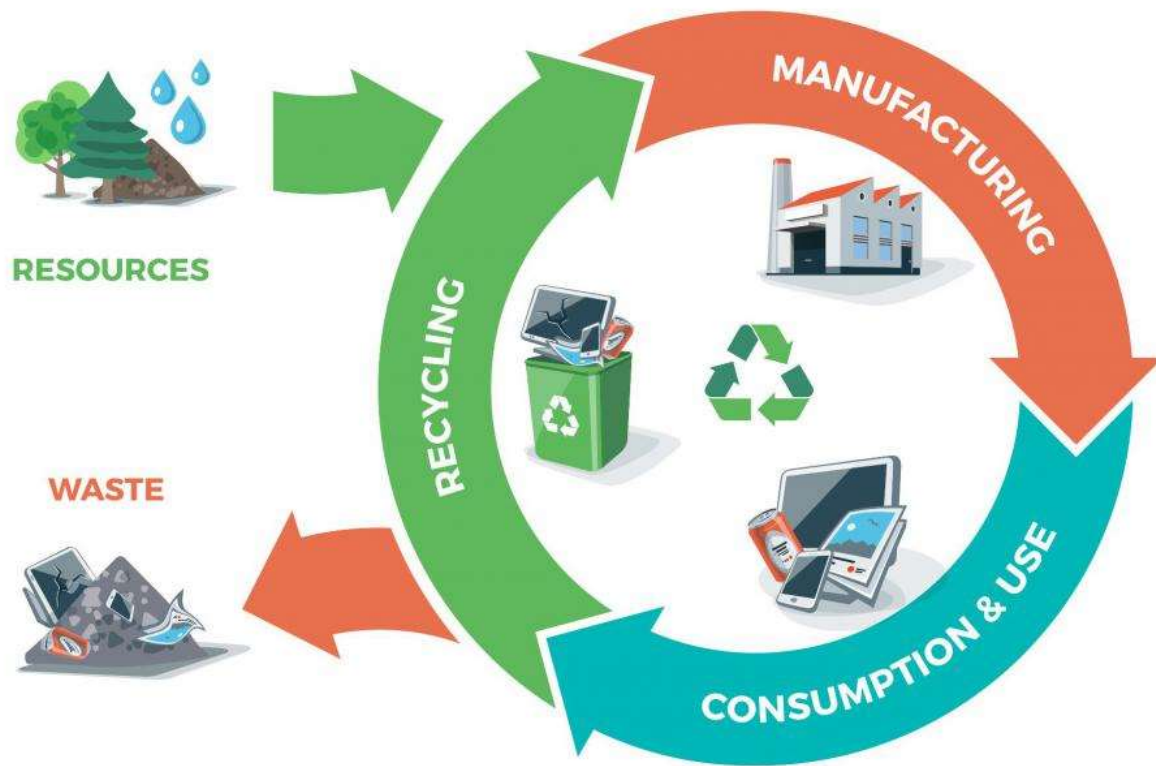 MANUFACTURING
RESOURCES
RECYCLING
WASTE
CONSUMPTION & USE